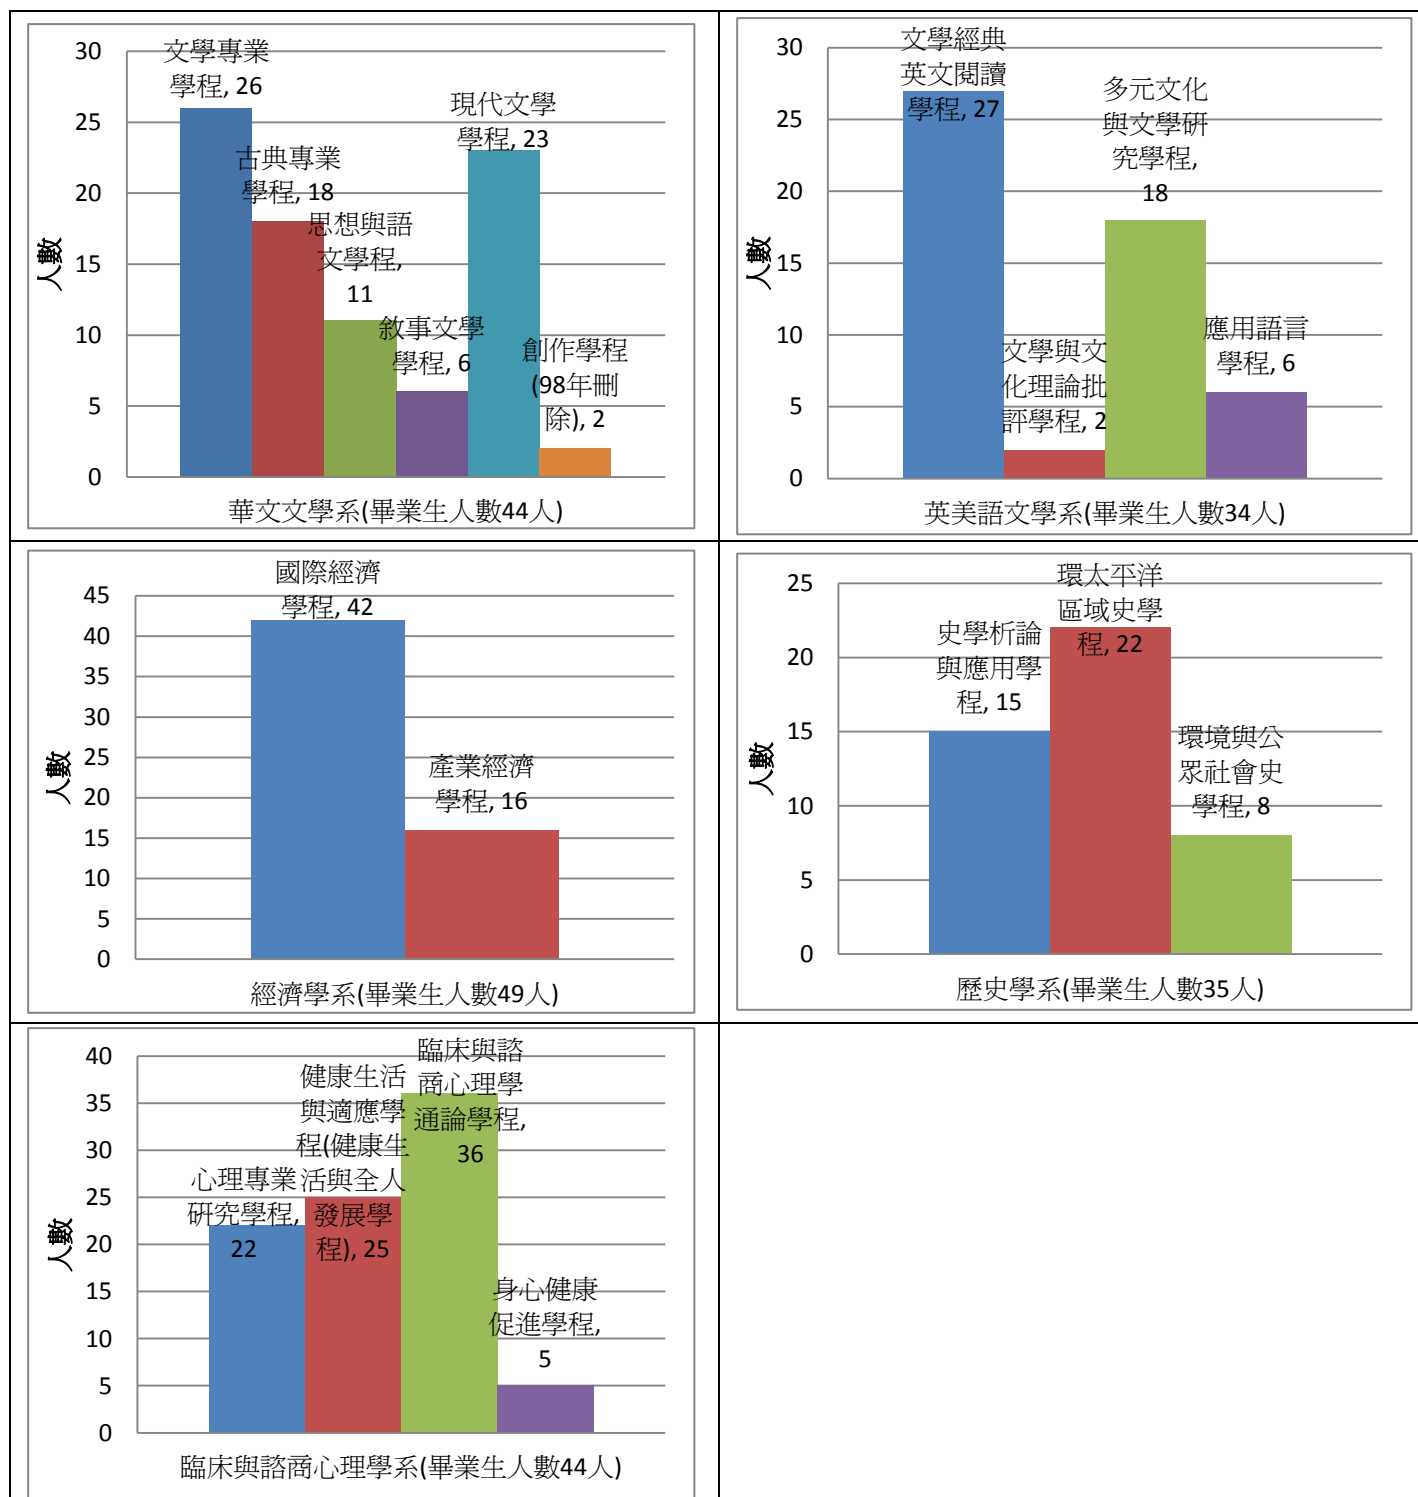 30
25
20
15
10
5
0
人數
文學專業
學程, 26
古典專業
學程, 18
思想與語
文學程,
11
敘事文學
學程, 6
現代文學
學程, 23
創作學程
(98年刪
除), 2
華文文學系(畢業生人數44人)
30
25
20
15
10
5
0
人數
文學經典
英文閱讀
學程, 27
文學與文
化理論批
評學程, 2
多元文化
與文學研
究學程,
18
應用語言
學程, 6
英美語文學系(畢業生人數34人)
45
40
35
30
25
20
15
10
5
0
人數
國際經濟
學程, 42
產業經濟
學程, 16
經濟學系(畢業生人數49人)
25
20
15
10
5
0
人數
史學析論
與應用學
程, 15
環太平洋
區域史學
程, 22
環境與公
眾社會史
學程, 8
歷史學系(畢業生人數35人)
40
35
30
25
20
15
10
5
0
人數
心理專業
研究學程,
22
健康生活
與適應學
程(健康生
活與全人
發展學
程), 25
臨床與諮
商心理學
通論學程,
36
身心健康
促進學程,
5
臨床與諮商心理學系(畢業生人數44人)